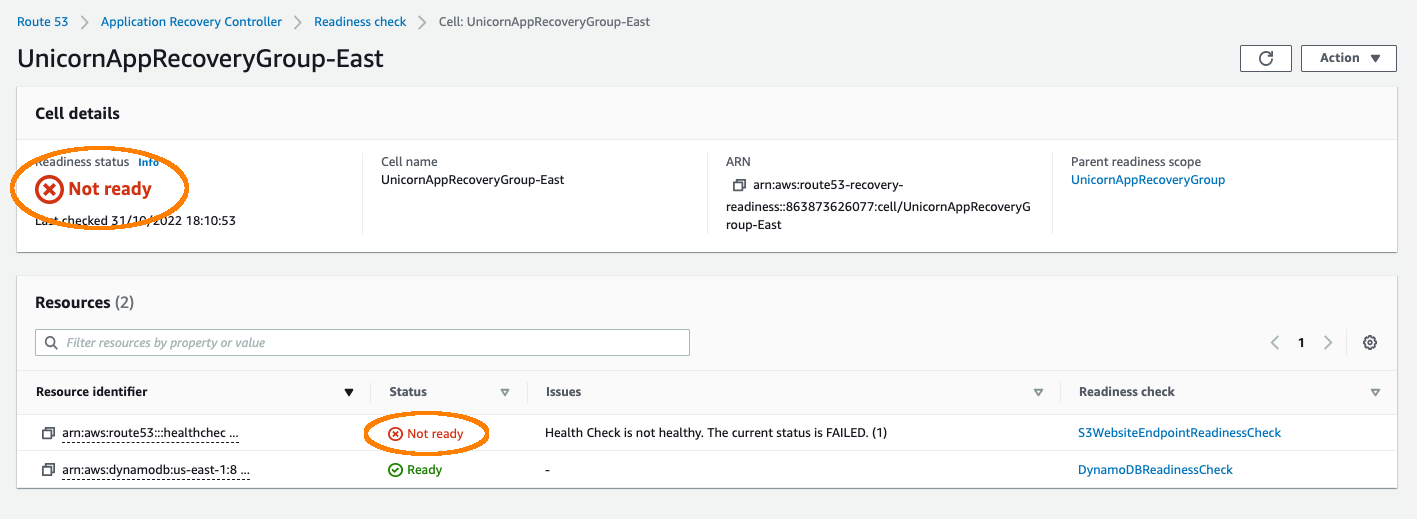 Route 53 Application Recovery Controller Readiness check Cell: UnicornAppRecoveryGroup-East
UnicornAppRecoveryGroup-East
Action
Cell details
Readiness status Info
Not ready
Last checked 31/10/2022 18:10:53
Cell name
UnicornAppRecoveryGroup-East
ARN
arn:aws:route53-recovery-
readiness::863873626077:cell/UnicornAppRecoveryG
roup-East
Parent readiness scope
UnicornAppRecoveryGroup
Resources (2)
Filter resources by property or value
1
Resource identifier Status Issues Readiness check
arn:aws:route53:::healthchec ... Not ready Health Check is not healthy. The current status is FAILED. (1) S3WebsiteEndpointReadinessCheck
arn:aws:dynamodb:us-east-1:8 ... Ready - DynamoDBReadinessCheck